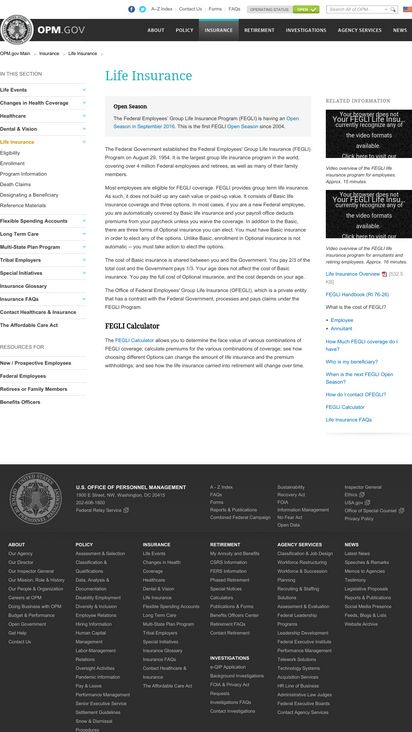 A–Z Index
Contact Us
Forms
FAQs
OPERATING STATUS:
OPEN
Search All of OPM...
OPM.GOV
ABOUT
POLICY
INSURANCE
RETIREMENT
INVESTIGATIONS
AGENCY SERVICES
NEWS
OPM.gov Main
Insurance
Life Insurance
IN THIS SECTION
Life Events
Changes in Health Coverage
Healthcare
Dental & Vision
Life Insurance
Eligibility
Enrollment
Program Information
Death Claims
Designating a Beneficiary
Reference Materials
Flexible Spending Accounts
Long Term Care
Multi-State Plan Program
Tribal Employers
Special Initiatives
Insurance Glossary
Insurance FAQs
Contact Healthcare & Insurance
The Affordable Care Act
RESOURCES FOR
New / Prospective Employees
Federal Employees
Retirees or Family Members
Benefits Officers
Life Insurance
Open Season
The Federal Employees' Group Life Insurance Program (FEGLI) is having an Open
Season in September 2016. This is the first FEGLI Open Season since 2004.
The Federal Government established the Federal Employees' Group Life Insurance (FEGLI)
Program on August 29, 1954. It is the largest group life insurance program in the world,
covering over 4 million Federal employees and retirees, as well as many of their family
members.
Most employees are eligible for FEGLI coverage. FEGLI provides group term life insurance.
As such, it does not build up any cash value or paid-up value. It consists of Basic life
insurance coverage and three options. In most cases, if you are a new Federal employee,
you are automatically covered by Basic life insurance and your payroll office deducts
premiums from your paycheck unless you waive the coverage. In addition to the Basic,
there are three forms of Optional insurance you can elect. You must have Basic insurance
in order to elect any of the options. Unlike Basic, enrollment in Optional insurance is not
automatic -- you must take action to elect the options.
The cost of Basic insurance is shared between you and the Government. You pay 2/3 of the
total cost and the Government pays 1/3. Your age does not affect the cost of Basic
insurance. You pay the full cost of Optional insurance, and the cost depends on your age.
The Office of Federal Employees' Group Life Insurance (OFEGLI), which is a private entity
that has a contract with the Federal Government, processes and pays claims under the
FEGLI Program.
FEGLI Calculator
The FEGLI Calculator allows you to determine the face value of various combinations of
FEGLI coverage; calculate premiums for the various combinations of coverage; see how
choosing different Options can change the amount of life insurance and the premium
withholdings; and see how the life insurance carried into retirement will change over time.
RELATED INFORMATION
Your browser does not
currently recognize any of
the video formats
available.
Click here to visit our
Your FEGLI Life Insu...
Video overview of the FEGLI life
insurance program for employees.
Approx. 15 minutes
Your browser does not
currently recognize any of
the video formats
available.
Click here to visit our
Your FEGLI Life Insu...
Video overview of the FEGLI life
insurance program for annuitants and
retiring employees. Approx. 16 minutes
Life Insurance Overview
[532.5
KB]
FEGLI Handbook (RI 76-26)
What is the cost of FEGLI?
Employee
Annuitant
How Much FEGLI coverage do I
have?
Who is my beneficiary?
When is the next FEGLI Open
Season?
How do I contact OFEGLI?
FEGLI Calculator
Life Insurance FAQs
U.S. OFFICE OF PERSONNEL MANAGEMENT
1900 E Street, NW, Washington, DC 20415
202-606-1800
Federal Relay Service
A - Z Index
FAQs
Forms
Reports & Publications
Combined Federal Campaign
Sustainability
Recovery Act
FOIA
Information Management
No Fear Act
Open Data
Inspector General
Ethics
USA.gov
Office of Special Counsel
Privacy Policy
ABOUT
Our Agency
Our Director
Our Inspector General
Our Mission, Role & History
Our People & Organization
Careers at OPM
Doing Business with OPM
Budget & Performance
Open Government
Get Help
Contact Us
POLICY
Assessment & Selection
Classification &
Qualifications
Data, Analysis &
Documentation
Disability Employment
Diversity & Inclusion
Employee Relations
Hiring Information
Human Capital
Management
Labor-Management
Relations
Oversight Activities
Pandemic Information
Pay & Leave
Performance Management
Senior Executive Service
Settlement Guidelines
Snow & Dismissal
Procedures
INSURANCE
Life Events
Changes in Health
Coverage
Healthcare
Dental & Vision
Life Insurance
Flexible Spending Accounts
Long Term Care
Multi-State Plan Program
Tribal Employers
Special Initiatives
Insurance Glossary
Insurance FAQs
Contact Healthcare &
Insurance
The Affordable Care Act
RETIREMENT
My Annuity and Benefits
CSRS Information
FERS Information
Phased Retirement
Special Notices
Calculators
Publications & Forms
Benefits Officers Center
Retirement FAQs
Contact Retirement
INVESTIGATIONS
e-QIP Application
Background Investigations
FOIA & Privacy Act
Requests
Investigations FAQs
Contact Investigations
AGENCY SERVICES
Classification & Job Design
Workforce Restructuring
Workforce & Succession
Planning
Recruiting & Staffing
Solutions
Assessment & Evaluation
Federal Leadership
Programs
Leadership Development
Federal Executive Institute
Performance Management
Telework Solutions
Technology Systems
Acquisition Services
HR Line of Business
Administrative Law Judges
Federal Executive Boards
Contact Agency Services
NEWS
Latest News
Speeches & Remarks
Memos to Agencies
Testimony
Legislative Proposals
Reports & Publications
Social Media Presence
Feeds, Blogs & Lists
Website Archive